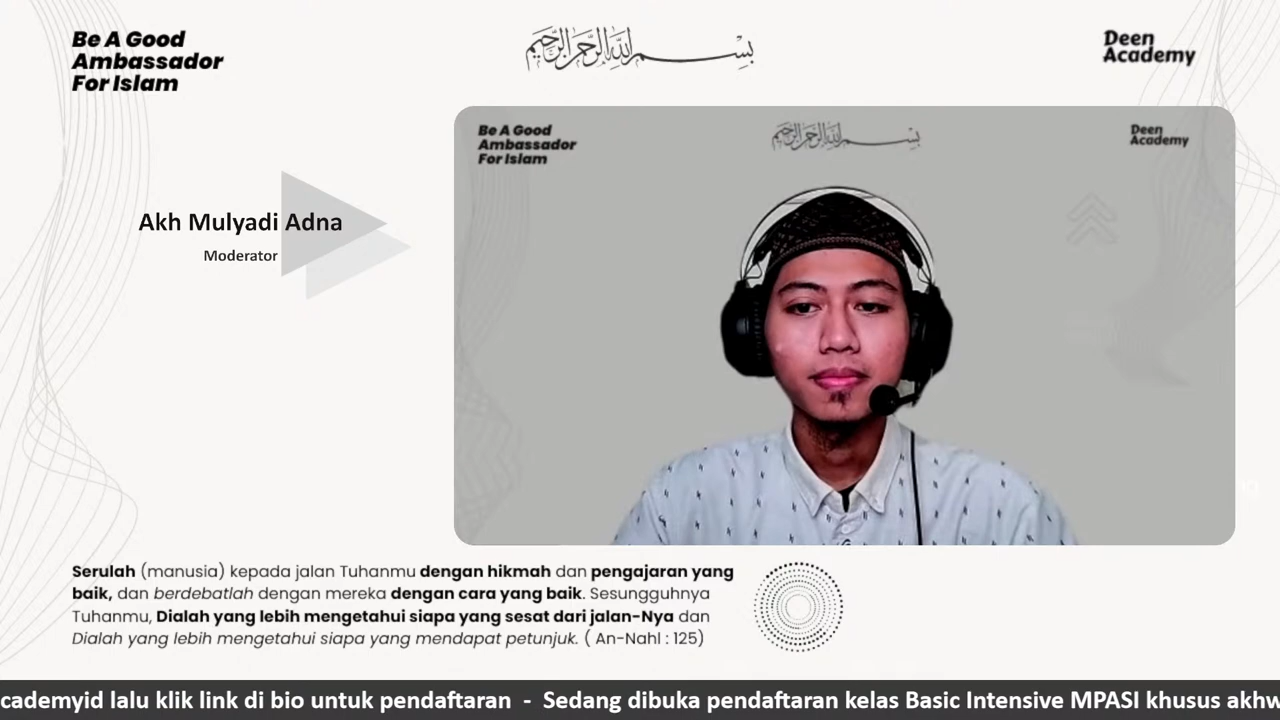 Be A Good
Ambassador
For Islam
بسم الله الرحمن الرحيم
Deen
Academy
Be A Good
Ambassador
For Islam
بسم الله الرحمن الرحيم
Deen
Academy
Akh Mulyadi Adna
Moderator
Serulah (manusia) kepada jalan Tuhanmu dengan hikmah dan pengajaran yang
baik, dan berdebatlah dengan mereka dengan cara yang baik. Sesungguhnya
Tuhanmu, Dialah yang lebih mengetahui siapa yang sesat dari jalan-Nya dan
Dialah yang lebih mengetahui siapa yang mendapat petunjuk. ( An-Nahl : 125)
cademyid lalu klik link di bio untuk pendaftaran - Sedang dibuka pendaftaran kelas Basic Intensive MPASI khusus akhw